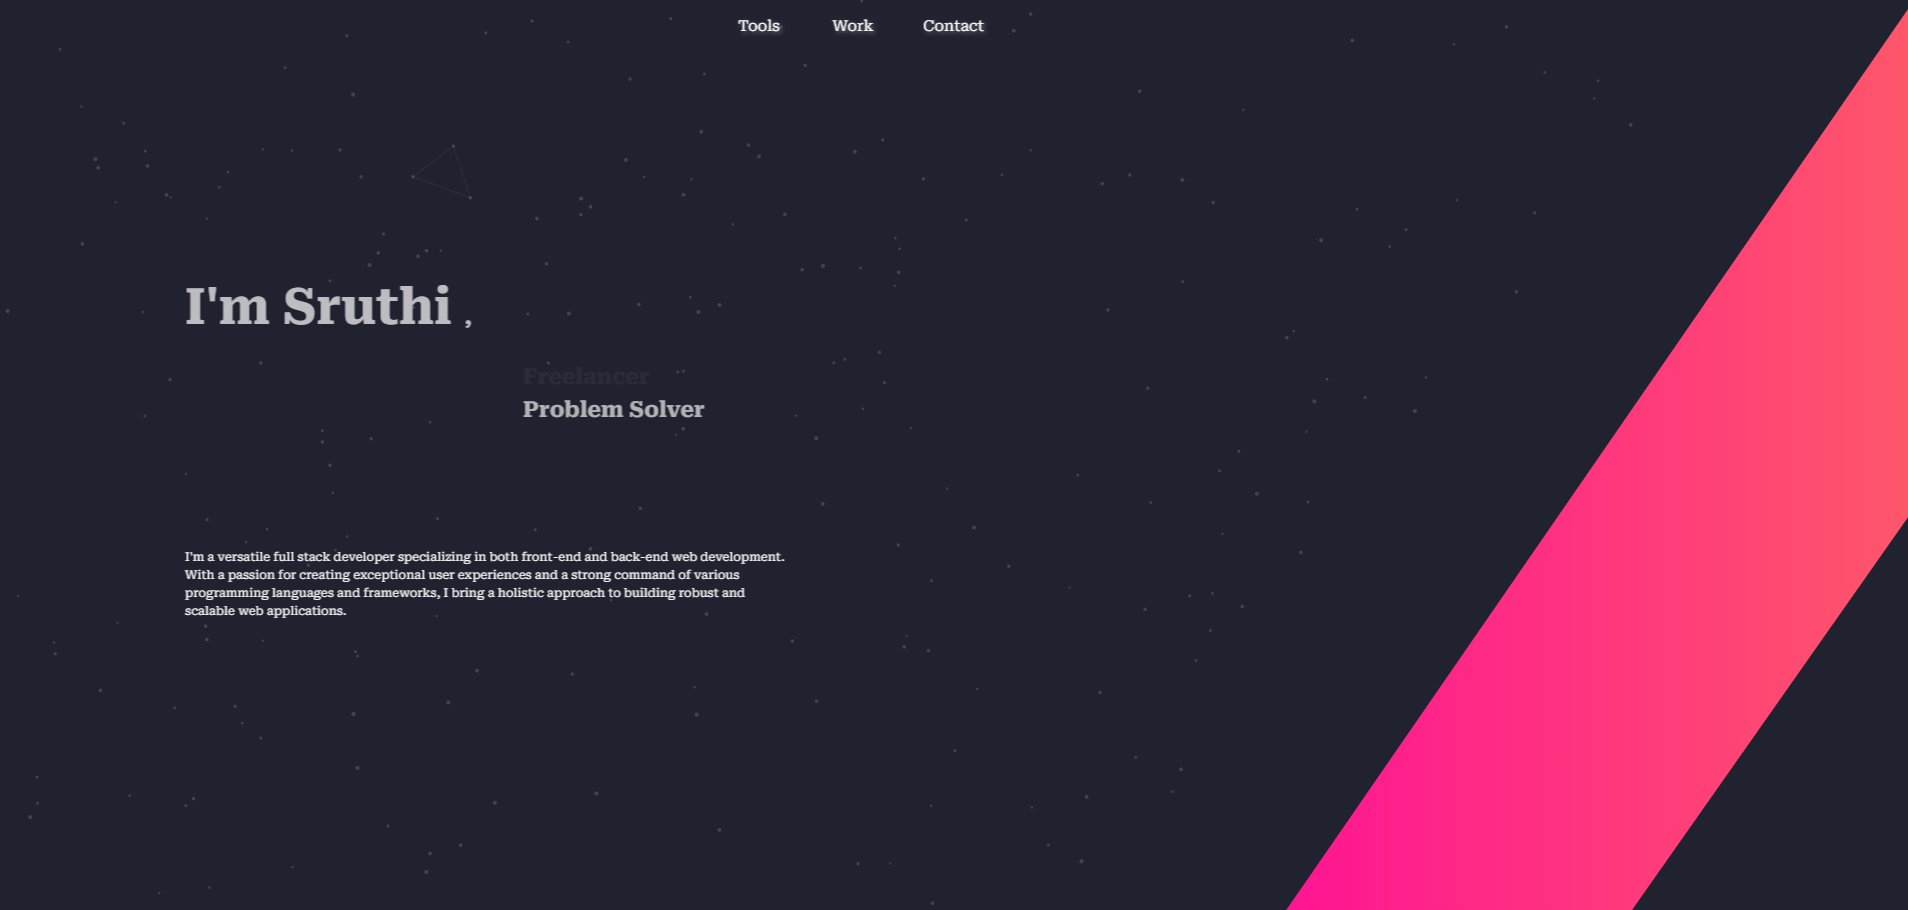 Tools Work Contact
I'm Sruthi ,
Freelancer
Problem Solver
I'm a versatile full stack developer specializing in both front-end and back-end web development.
With a passion for creating exceptional user experiences and a strong command of various
programming languages and frameworks, I bring a holistic approach to building robust and
scalable web applications.